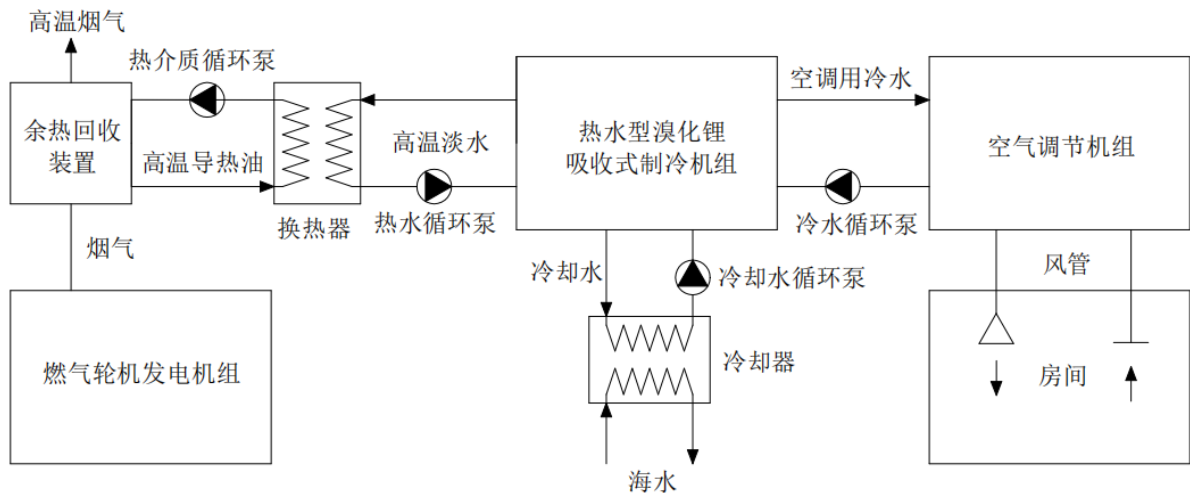 高温烟气
热介质循环泵
余热回收
装置
高温导热油
换热器
高温淡水
热水循环泵
热水型溴化锂
吸收式制冷机组
空调用冷水
冷水循环泵
空气调节机组
烟气
冷却水
冷却水循环泵
风管
燃气轮机发电机组
冷却器
房间
海水